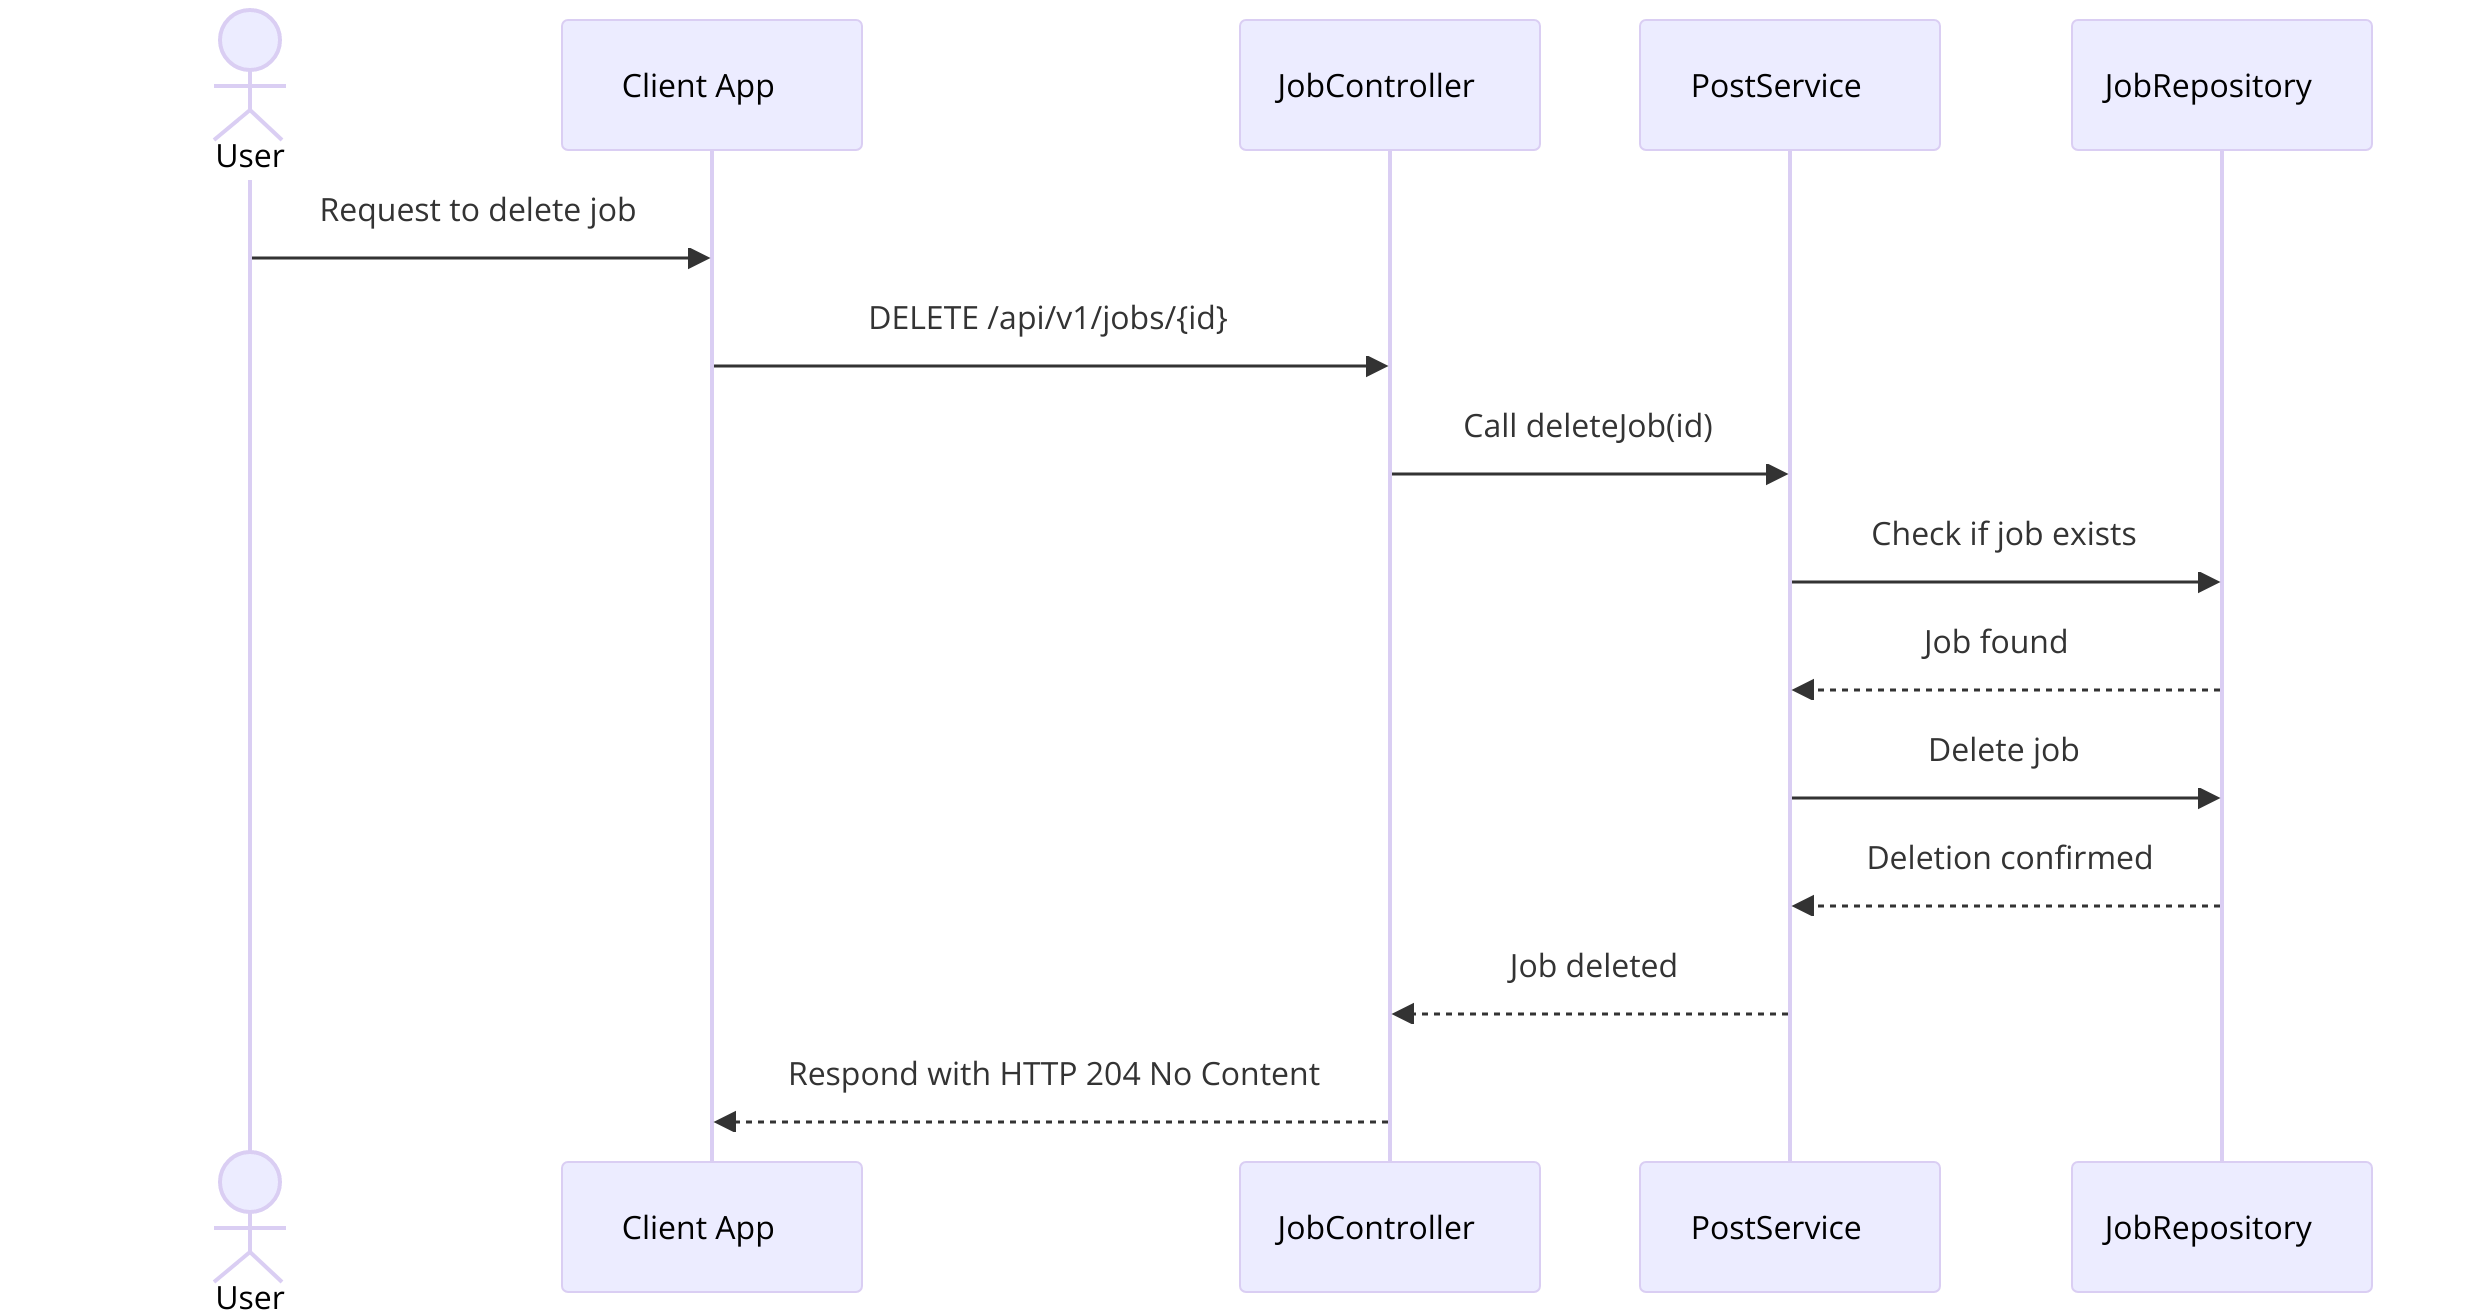 Client App
JobController
PostService
JobRepository
User
Request to delete job
DELETE /api/v1/jobs/{id}
Call deleteJob(id)
Check if job exists
Job found
Delete job
Deletion confirmed
Job deleted
Respond with HTTP 204 No Content
Client App
JobController
PostService
JobRepository
User